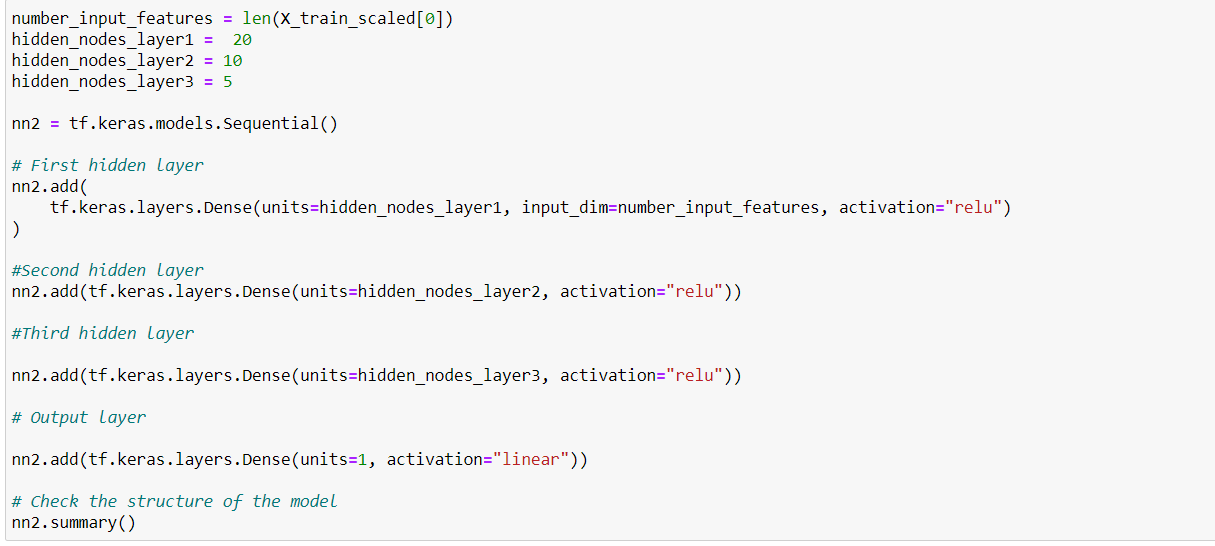 number_input_features = len(X_train_scaled[0])
hidden_nodes_layer1 =  20
hidden_nodes_layer2 = 10
hidden_nodes_layer3 = 5
nn2 = tf.keras.models.Sequential()
# First hidden layer
nn2.add(
    tf.keras.layers.Dense(units=hidden_nodes_layer1, input_dim=number_input_features, activation="relu")
)
#Second hidden layer
nn2.add(tf.keras.layers.Dense(units=hidden_nodes_layer2, activation="relu"))
#Third hidden layer
nn2.add(tf.keras.layers.Dense(units=hidden_nodes_layer3, activation="relu"))
# Output layer
nn2.add(tf.keras.layers.Dense(units=1, activation="linear"))
# Check the structure of the model
nn2.summary()